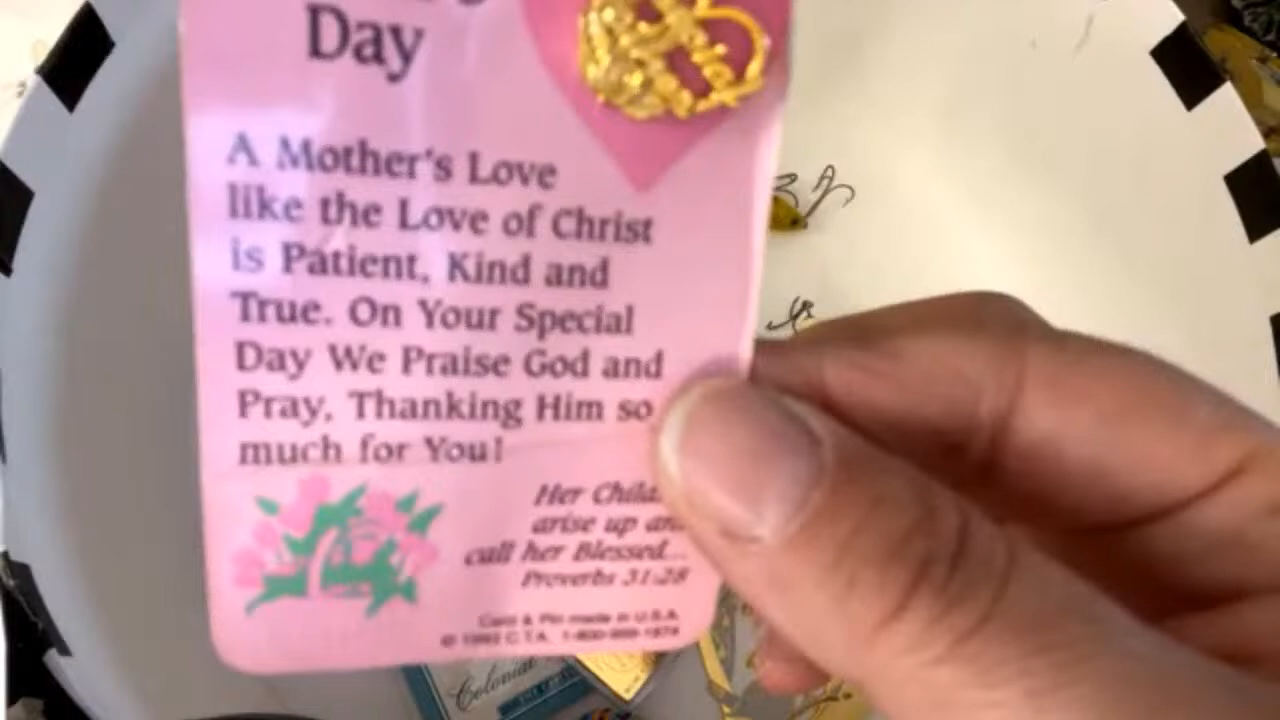 Day
A Mother's Love
like the Love of Christ
is Patient, Kind and
True. On Your Special
Day We Praise God and
Pray, Thanking Him so
much for You!
Her Child
arise up an
call her Blessed...
Proverbs 31:28
Card & Pin made in U.S.A.
C.T.A.
Colonial